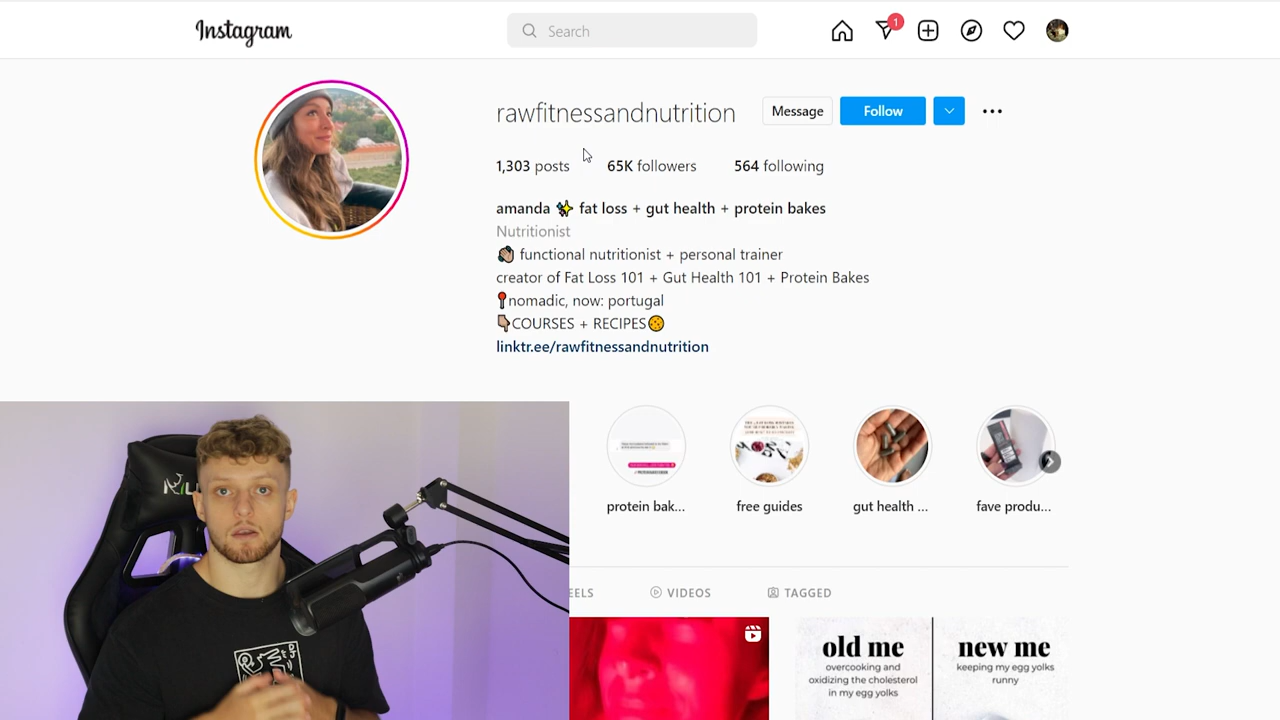 Instagram
Search
1
rawfitnessandnutrition
Message
Follow
1,303 posts
65K followers
564 following
amanda ✨ fat loss + gut health + protein bakes
Nutritionist
👏🏼 functional nutritionist + personal trainer
creator of Fat Loss 101 + Gut Health 101 + Protein Bakes
📍nomadic, now: portugal
👇🏼COURSES + RECIPES🍪
linktr.ee/rawfitnessandnutrition
protein bak...
free guides
gut health ...
fave produ...
EELS
VIDEOS
TAGGED
old me
overcooking and
oxidizing the cholesterol
in my egg yolks
new me
keeping my egg yolks
runny